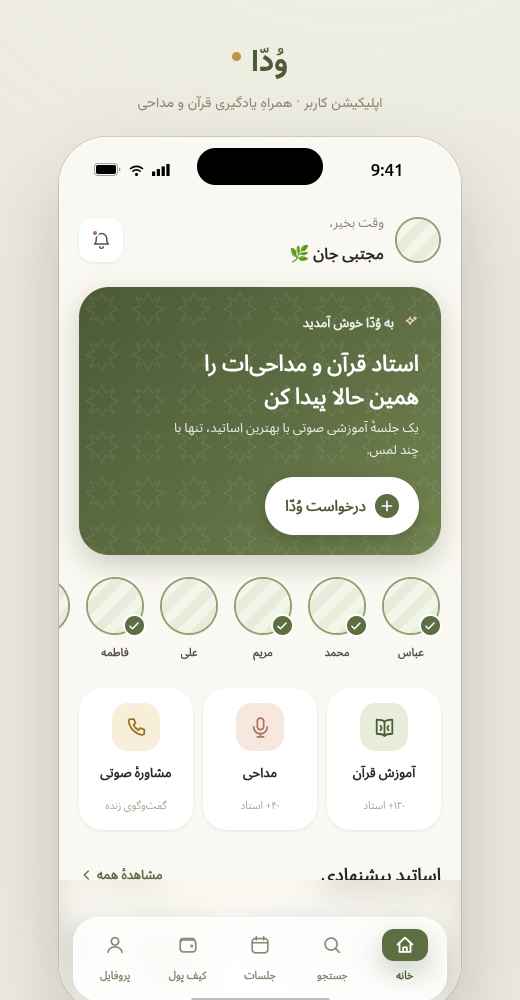 وُدّا
اپلیکیشن کاربر · همراهِ یادگیری قرآن و مداحی
9:41
وقت بخیر،
مجتبی جان 🌿
به وُدّا خوش آمدید
استاد قرآن و مداحی‌ات را
همین حالا پیدا کن
یک جلسهٔ آموزشی صوتی با بهترین اساتید، تنها با
چند لمس.
درخواست وُدّا
عباس
محمد
مریم
علی
فاطمه
آموزش قرآن
مداحی
مشاورهٔ صوتی
۱۲۰+ استاد
۴۰+ استاد
گفت‌وگوی زنده
اساتید پیشنهادی
مشاهدهٔ همه
خانه
جستجو
جلسات
کیف پول
پروفایل